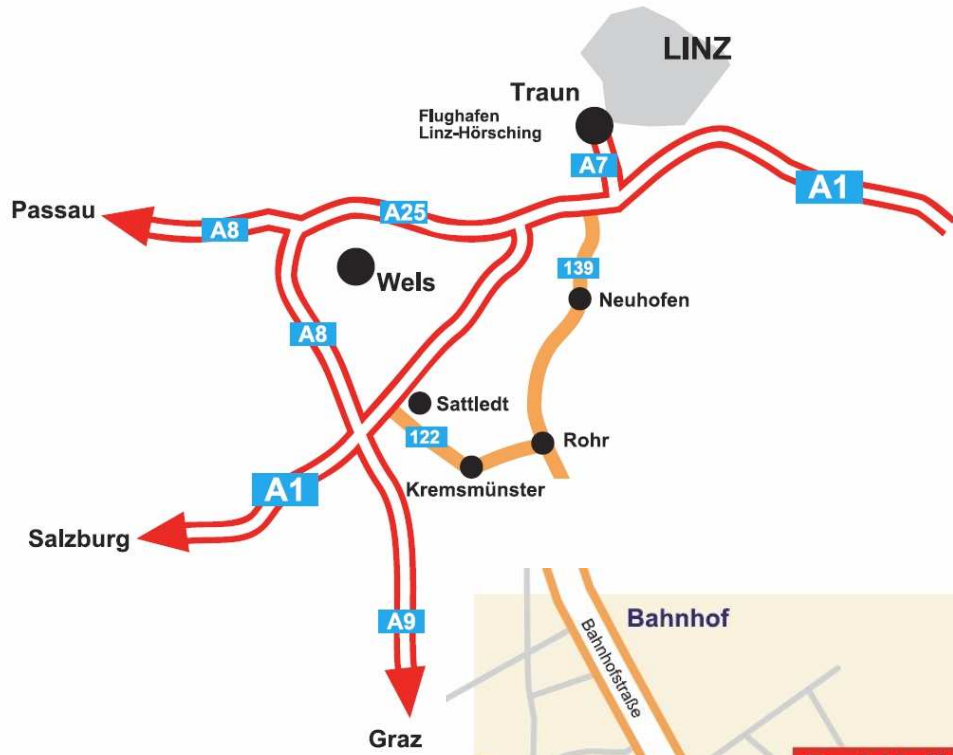 LINZ
Traun
Flughafen
Linz-Hörsching
A7
A1
Passau
A8
A25
Wels
139
Neuhofen
A8
Sattledt
122
Rohr
Kremsmünster
A1
Salzburg
A9
Graz
Bahnhof
Bahnhofstraße